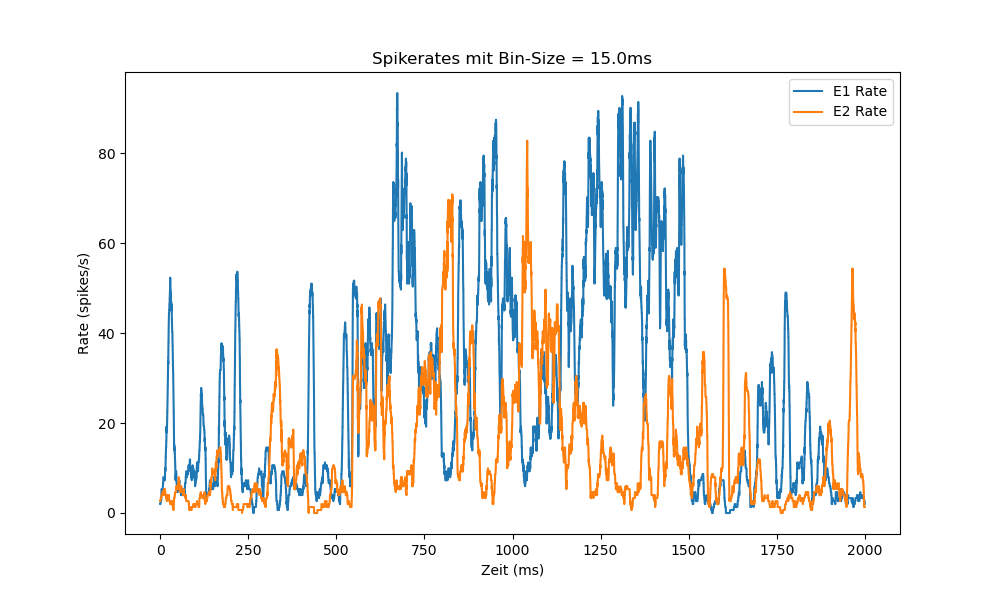 Spikerates mit Bin-Size = 15.0ms
E1 Rate
E2 Rate
80
60
40
20
0
Rate (spikes/s)
0 250 500 750 1000 1250 1500 1750 2000
Zeit (ms)